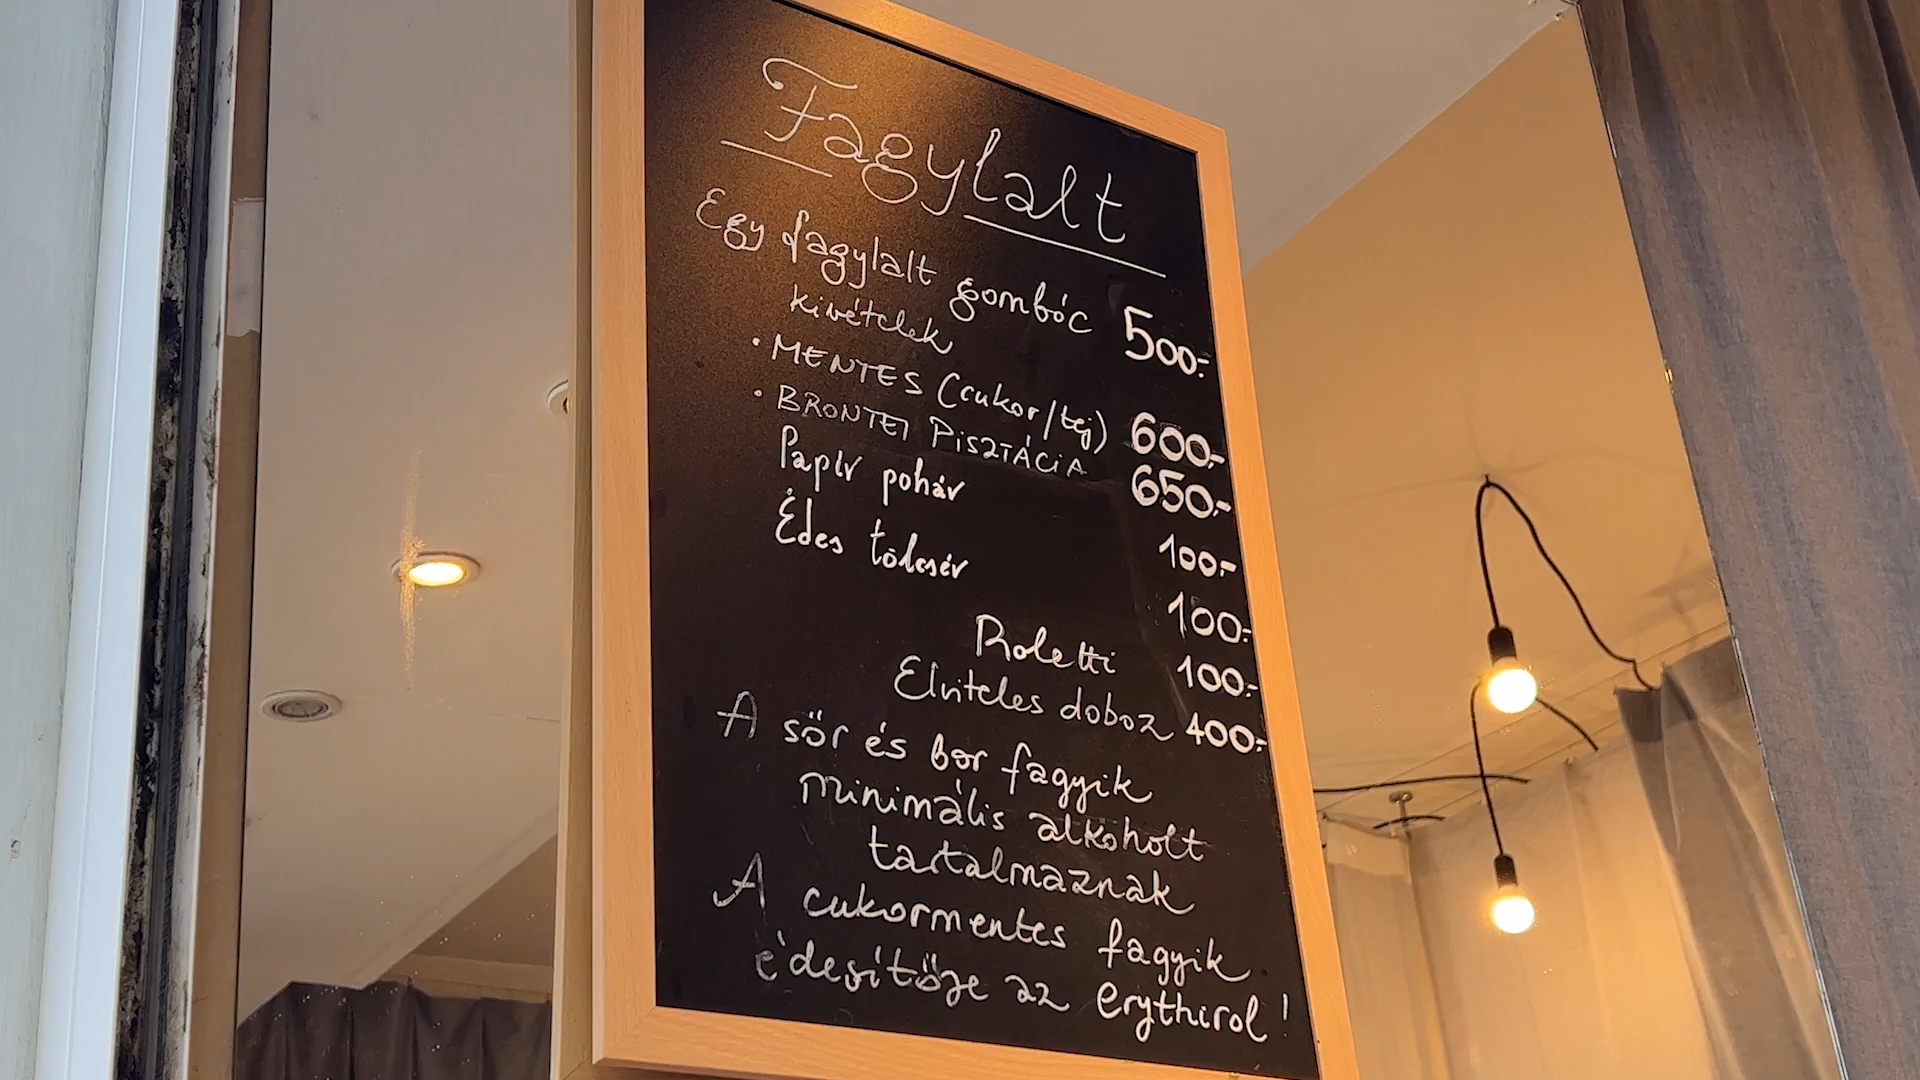 Fagylalt
Egy fagylalt gombóc 500.-
kivételek
• MENTES (cukor/tej) 600.-
• BRONTEI PISZTÁCIA 650.-
Papír pohár 100.-
Édes tölcsér 100.-
Roletti 100.-
Elviteles doboz 400.-
A sör és bor fagyik
minimális alkoholt
tartalmaznak
A cukormentes fagyik
édesítője az erythirol!